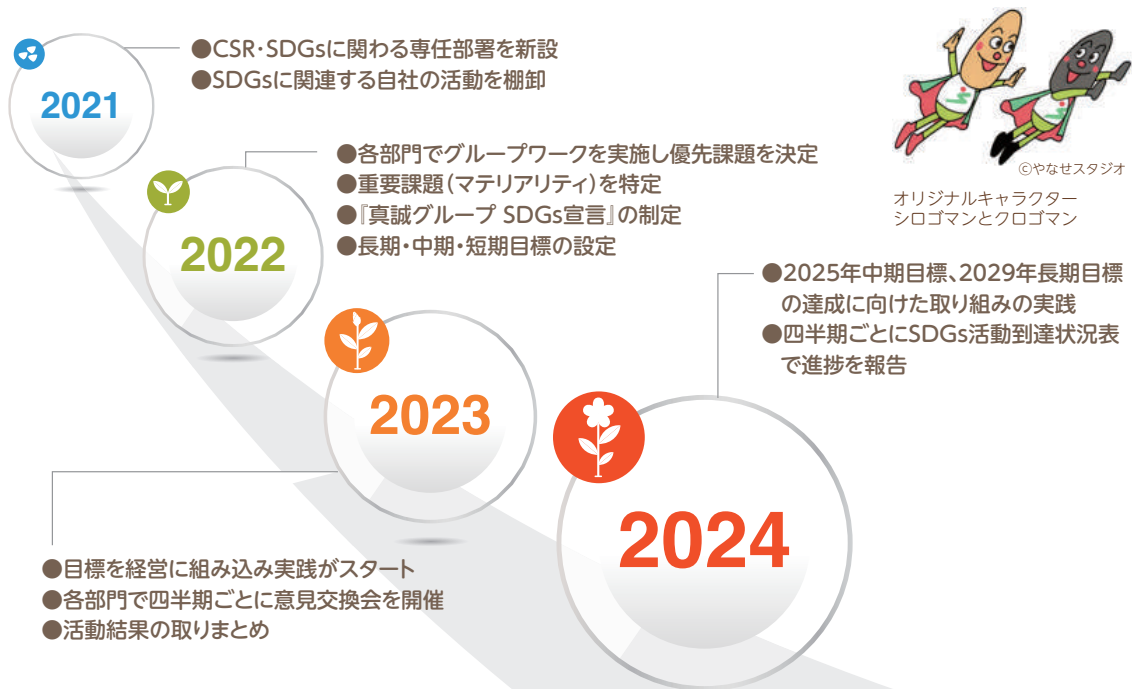 2021
●CSR・SDGsに関わる専任部署を新設
●SDGsに関連する自社の活動を棚卸
2022
●各部門でグループワークを実施し優先課題を決定
●重要課題（マテリアリティ）を特定
●『真誠グループ SDGs宣言』の制定
●長期・中期・短期目標の設定
©やなせスタジオ
オリジナルキャラクター
シロゴマンとクロゴマン
2023
●目標を経営に組み込み実践がスタート
●各部門で四半期ごとに意見交換会を開催
●活動結果の取りまとめ
2024
●2025年中期目標、2029年長期目標
の達成に向けた取り組みの実践
●四半期ごとにSDGs活動到達状況表
で進捗を報告